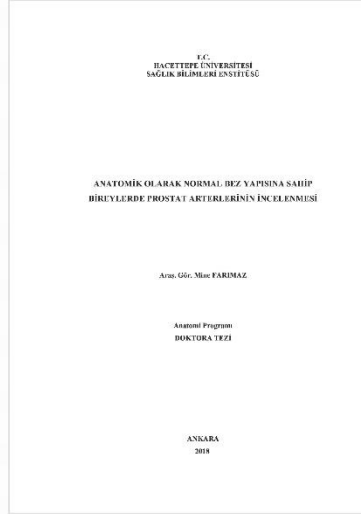 T.C.
HACETTEPE ÜNİVERSİTESİ
SAĞLIK BİLİMLERİ ENSTİTÜSÜ
ANATOMİK OLARAK NORMAL BEZ YAPISINA SAHİP
BİREYLERDE PROSTAT ARTERLERİNİN İNCELENMESİ
Araş. Gör. Mine FARIMAZ
Anatomi Programı
DOKTORA TEZİ
ANKARA
2018